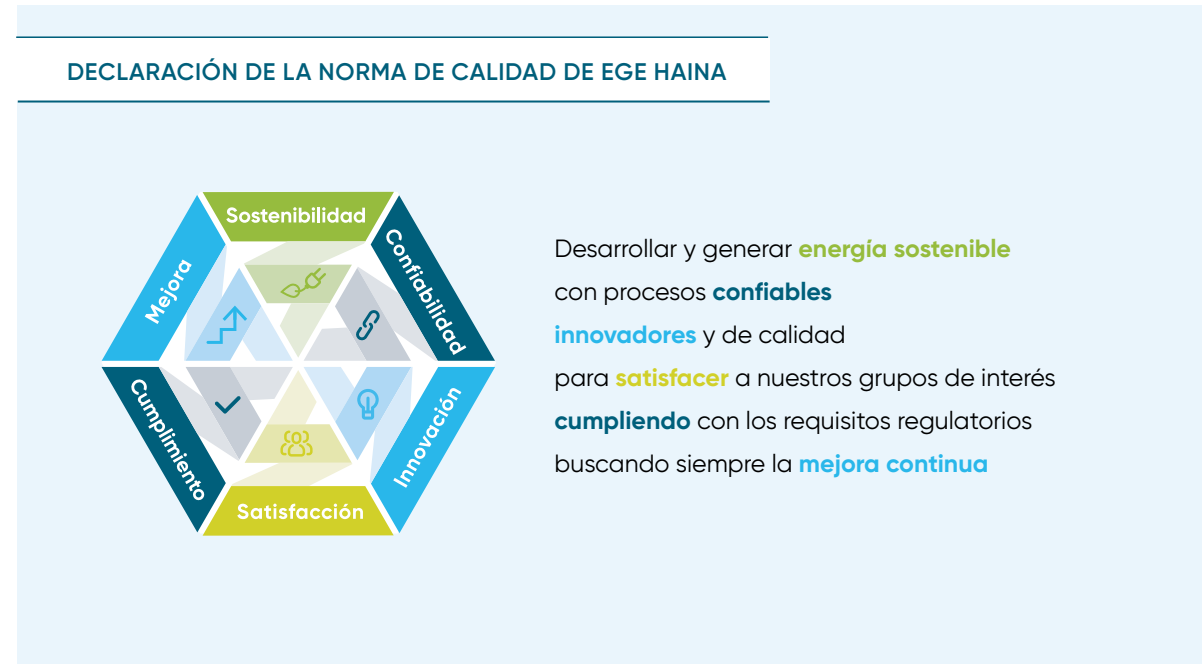 DECLARACIÓN DE LA NORMA DE CALIDAD DE EGE HAINA
Sostenibilidad
Confiabilidad
Innovación
Satisfacción
Cumplimiento
Mejora
Desarrollar y generar energía sostenible
con procesos confiables
innovadores y de calidad
para satisfacer a nuestros grupos de interés
cumpliendo con los requisitos regulatorios
buscando siempre la mejora continua